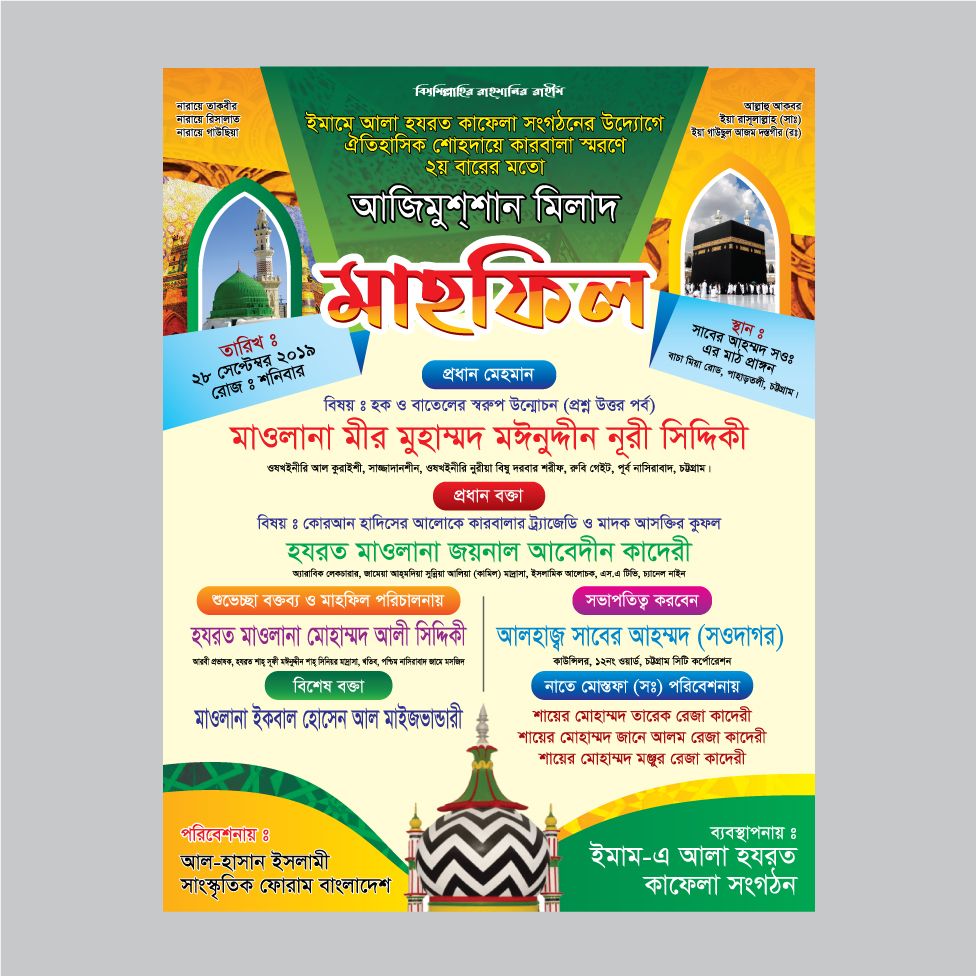 বিসমিল্লাহির রাহমানির রাহীম
নারায়ে তাকবীর
নারায়ে রিসালাত
নারায়ে গাউছিয়া
আল্লাহু আকবর
ইয়া রাসূলাল্লাহ (সাঃ)
ইয়া গাউছুল আজম দস্তগীর (রঃ)
ইমামে আলা হযরত কাফেলা সংগঠনের উদ্যোগে
ঐতিহাসিক শোহদায়ে কারবালা স্মরণে
২য় বারের মতো
আজিমুশ্শান মিলাদ
মাহফিল
তারিখ ঃ
২৮ সেপ্টেম্বর ২০১৯
রোজ ঃ শনিবার
স্থান ঃ
সাবের আহম্মদ সওঃ
এর মাঠ প্রাঙ্গন
বাচা মিয়া রোড, পাহাড়তলী, চট্টগ্রাম।
প্রধান মেহমান
বিষয় ঃ হক ও বাতেলের স্বরুপ উন্মোচন (প্রশ্ন উত্তর পর্ব)
মাওলানা মীর মুহাম্মদ মঈনুদ্দীন নূরী সিদ্দিকী
ওষখইনীরি আল কুরাইশী, সাজ্জাদানশীন, ওষখইনীরি নুরীয়া বিষু দরবার শরীফ, রুবি গেইট, পূর্ব নাসিরাবাদ, চট্টগ্রাম।
প্রধান বক্তা
বিষয় ঃ কোরআন হাদিসের আলোকে কারবালার ট্র্যাজেডি ও মাদক আসক্তির কুফল
হযরত মাওলানা জয়নাল আবেদীন কাদেরী
অ্যারাবিক লেকচারার, জামেয়া আহ্মদিয়া সুন্নিয়া আলিয়া (কামিল) মাদ্রাসা, ইসলামিক আলোচক, এস.এ টিভি, চ্যানেল নাইন
শুভেচ্ছা বক্তব্য ও মাহফিল পরিচালনায়
হযরত মাওলানা মোহাম্মদ আলী সিদ্দিকী
আরবী প্রভাষক, হযরত শাহ্ সূফী মঈনুদ্দীন শাহ্ সিনিয়র মাদ্রাসা, খতিব, পশ্চিম নাসিরাবাদ জামে মসজিদ
বিশেষ বক্তা
মাওলানা ইকবাল হোসেন আল মাইজভান্ডারী
সভাপতিত্ব করবেন
আলহাজ্ব সাবের আহম্মদ (সওদাগর)
কাউন্সিলর, ১২নং ওয়ার্ড, চট্টগ্রাম সিটি কর্পোরেশন
নাতে মোস্তফা (সঃ) পরিবেশনায়
শায়ের মোহাম্মদ তারেক রেজা কাদেরী
শায়ের মোহাম্মদ জানে আলম রেজা কাদেরী
শায়ের মোহাম্মদ মঞ্জুর রেজা কাদেরী
পরিবেশনায় ঃ
আল-হাসান ইসলামী
সাংস্কৃতিক ফোরাম বাংলাদেশ
ব্যবস্থাপনায় ঃ
ইমাম-এ আলা হযরত
কাফেলা সংগঠন